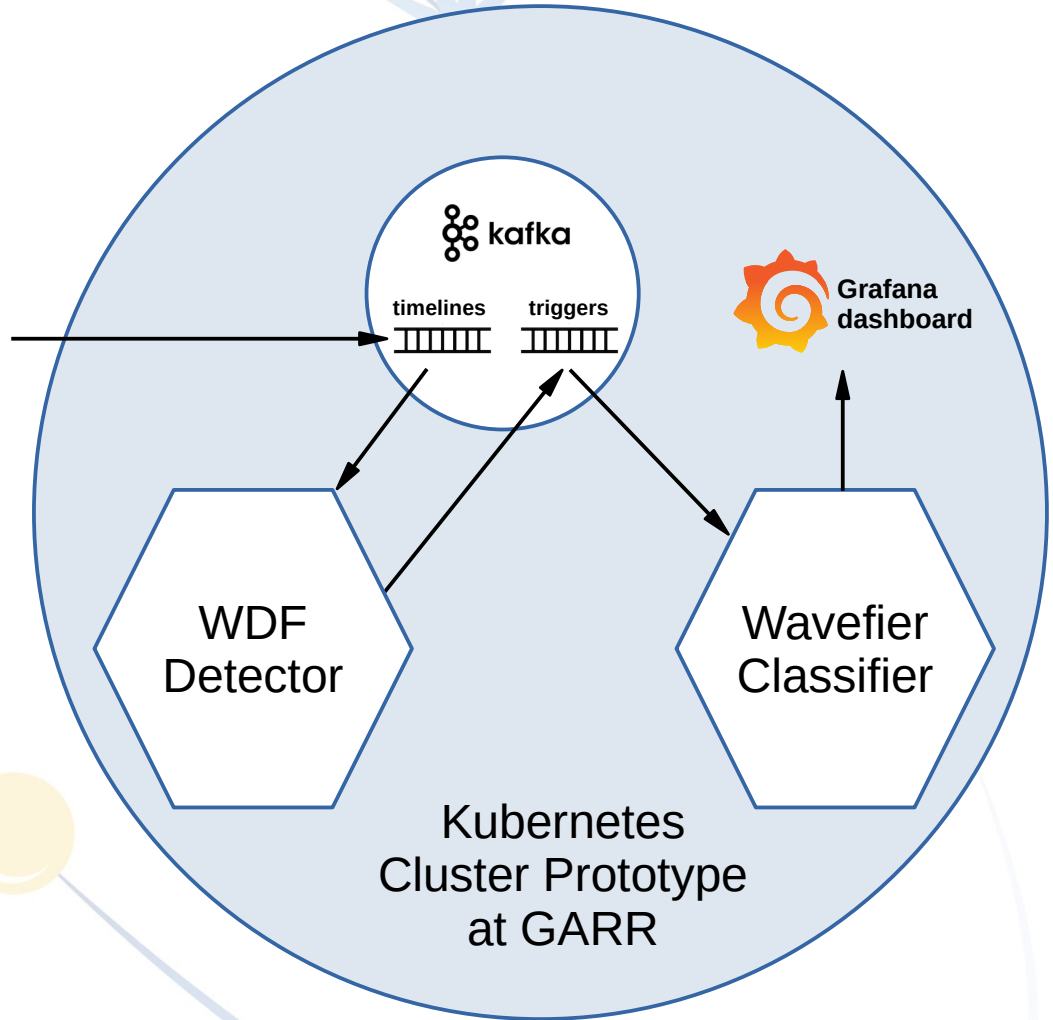 kafka
timelines triggers
Grafana
dashboard
WDF
Detector
Wavefier
Classifier
Kubernetes
Cluster Prototype
at GARR